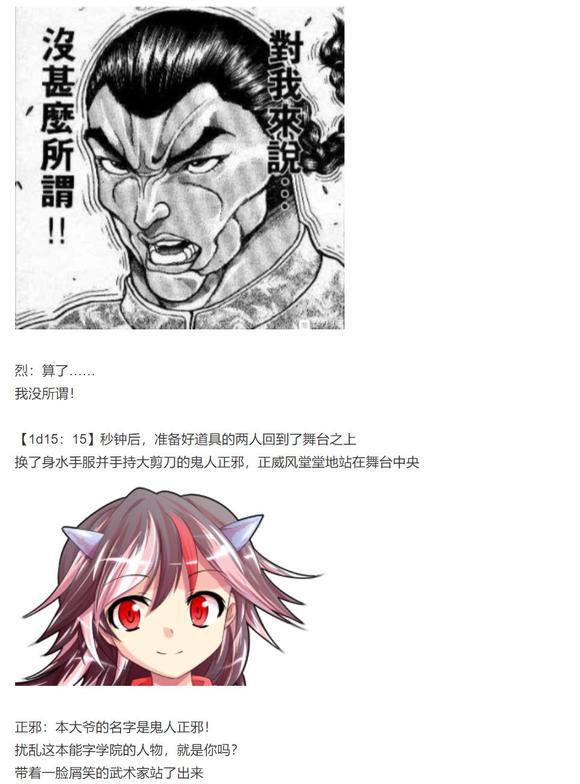 對我來說…
沒甚麼所謂!!
烈：算了……
我没所谓！
【1d15：15】秒钟后，准备好道具的两人回到了舞台之上
换了身水手服并手持大剪刀的鬼人正邪，正威风堂堂地站在舞台中央
正邪：本大爷的名字是鬼人正邪！
扰乱这本能字学院的人物，就是你吗？
带着一脸屑笑的武术家站了出来